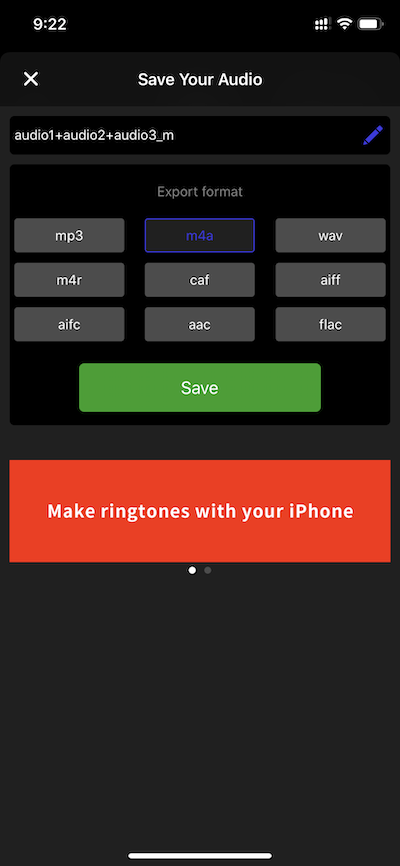 9:22
Save Your Audio
audio1+audio2+audio3_m
Export format
mp3 m4a wav
m4r caf aiff
aifc aac flac
Save
Make ringtones with your iPhone